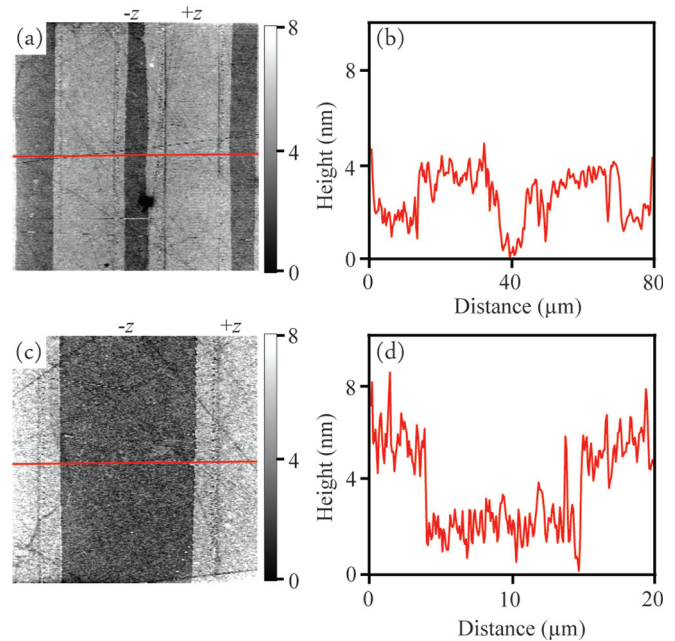 (a)
-z
+z
8
4
0
(b)
Height (nm)
8
4
0
0
40
80
Distance (µm)
(c)
-z
+z
8
4
0
(d)
Height (nm)
8
4
0
0
10
20
Distance (µm)